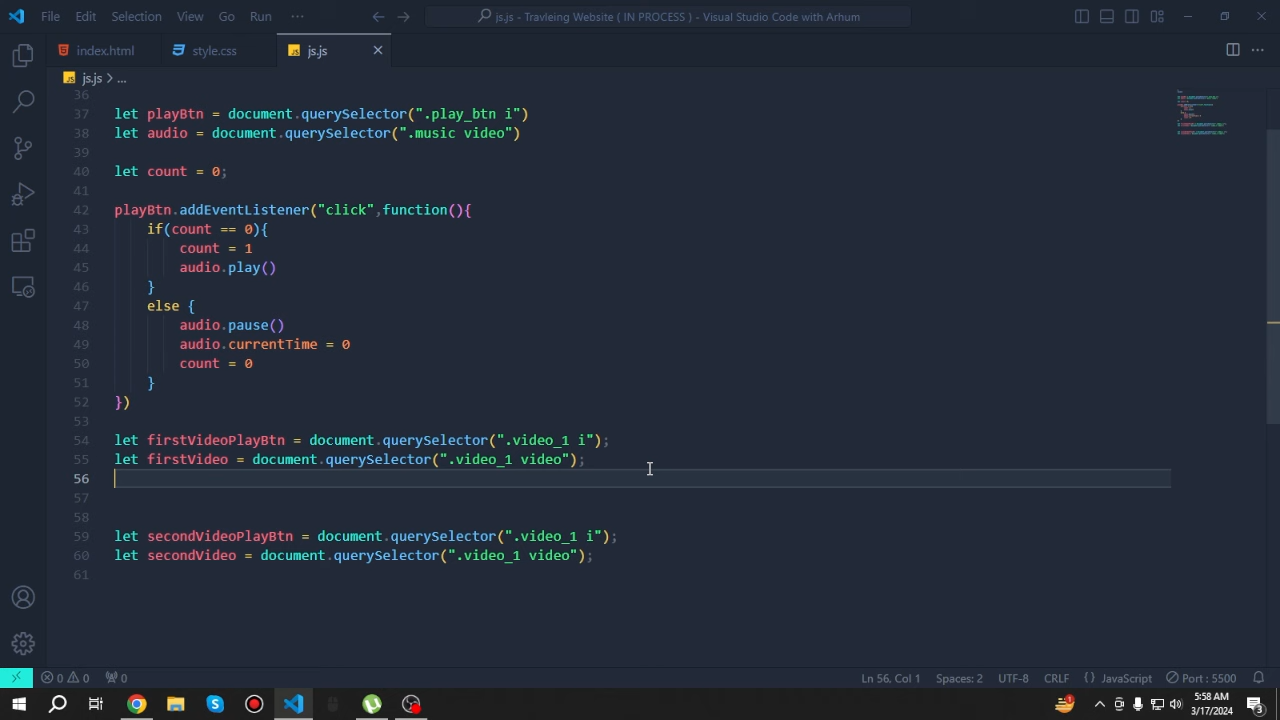 File Edit Selection View Go Run ··· js.js - Travleing Website ( IN PROCESS ) - Visual Studio Code with Arhum
index.html style.css js.js
js.js > ...
36
37 let playBtn = document.querySelector(".play_btn i")
38 let audio = document.querySelector(".music video")
39
40 let count = 0;
41
42 playBtn.addEventListener("click",function(){
43 if(count == 0){
44 count = 1
45 audio.play()
46 }
47 else {
48 audio.pause()
49 audio.currentTime = 0
50 count = 0
51 }
52 })
53
54 let firstVideoPlayBtn = document.querySelector(".video_1 i");
55 let firstVideo = document.querySelector(".video_1 video");
56
57
58
59 let secondVideoPlayBtn = document.querySelector(".video_1 i");
60 let secondVideo = document.querySelector(".video_1 video");
61
0 0 0 Ln 56, Col 1 Spaces: 2 UTF-8 CRLF {} JavaScript Port : 5500
5:58 AM
3/17/2024
3